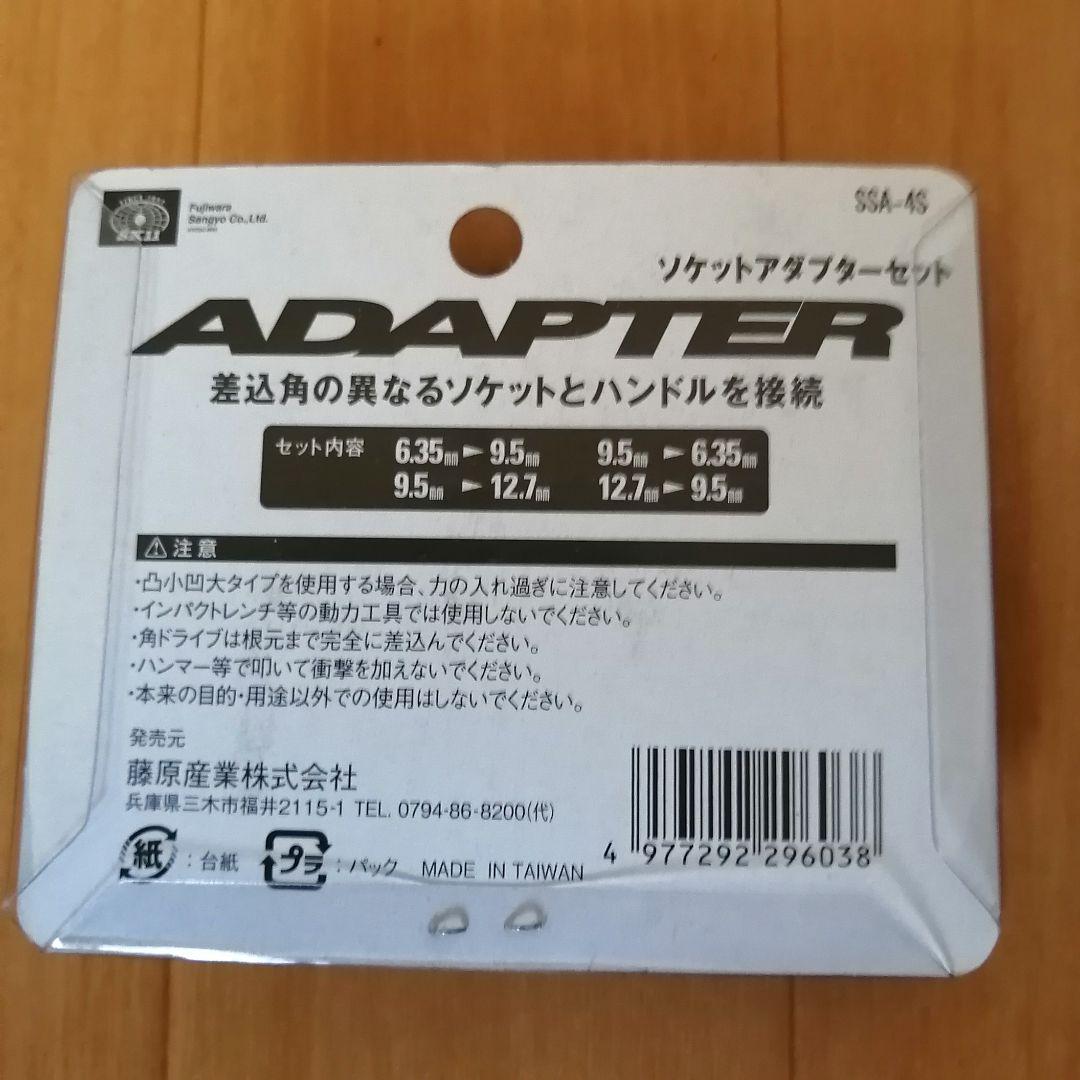 SINCE 1897
SK11
Fujiwara
Sangyo Co.,Ltd.
SSA-4S
ソケットアダプターセット
ADAPTER
差込角の異なるソケットとハンドルを接続
セット内容 6.35mm ► 9.5mm 9.5mm ► 6.35mm
9.5mm ► 12.7mm 12.7mm ► 9.5mm
⚠注意
・凸小凹大タイプを使用する場合、力の入れ過ぎに注意してください。
・インパクトレンチ等の動力工具では使用しないでください。
・角ドライブは根元まで完全に差込んでください。
・ハンマー等で叩いて衝撃を加えないでください。
・本来の目的・用途以外での使用はしないでください。
発売元
藤原産業株式会社
兵庫県三木市福井2115-1 TEL. 0794-86-8200(代)
紙 : 台紙 プラ : パック MADE IN TAIWAN
4 977292 296038